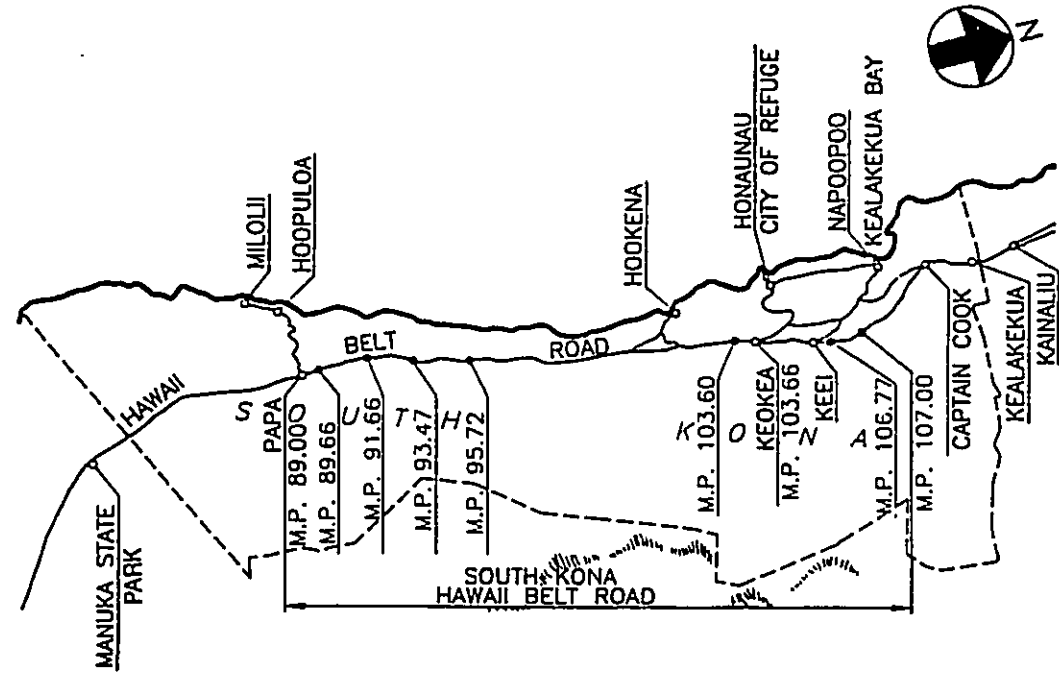 N
MILOLII
HOOPULOA
HOOKENA
HONAUNAU
CITY OF REFUGE
NAPOOPOO
KEALAKEKUA BAY
HAWAII BELT ROAD
SOUTH KONA
MANUKA STATE
PARK
PAPA
M.P. 89.000
M.P. 89.66
M.P. 91.66
M.P. 93.47
M.P. 95.72
M.P. 103.60
KEOKEA
M.P. 103.66
KEEI
M.P. 106.77
M.P. 107.00
CAPTAIN COOK
KEALAKEKUA
KAINALIU
SOUTH KONA
HAWAII BELT ROAD